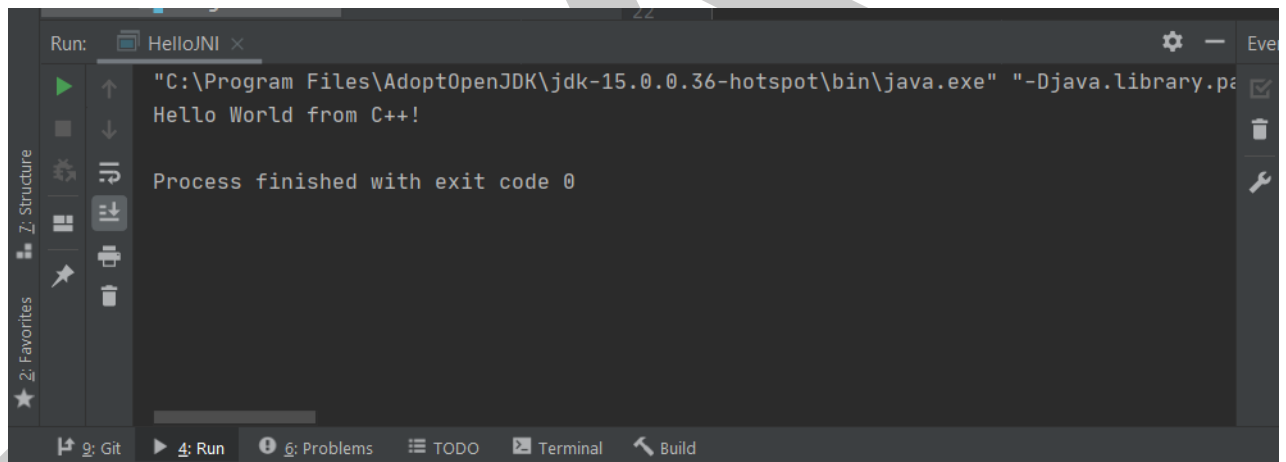 22
Run: HelloJNI
Even
"C:\Program Files\AdoptOpenJDK\jdk-15.0.0.36-hotspot\bin\java.exe" "-Djava.library.pa
Hello World from C++!
Process finished with exit code 0
7: Structure
2: Favorites
9: Git 4: Run 6: Problems TODO Terminal Build